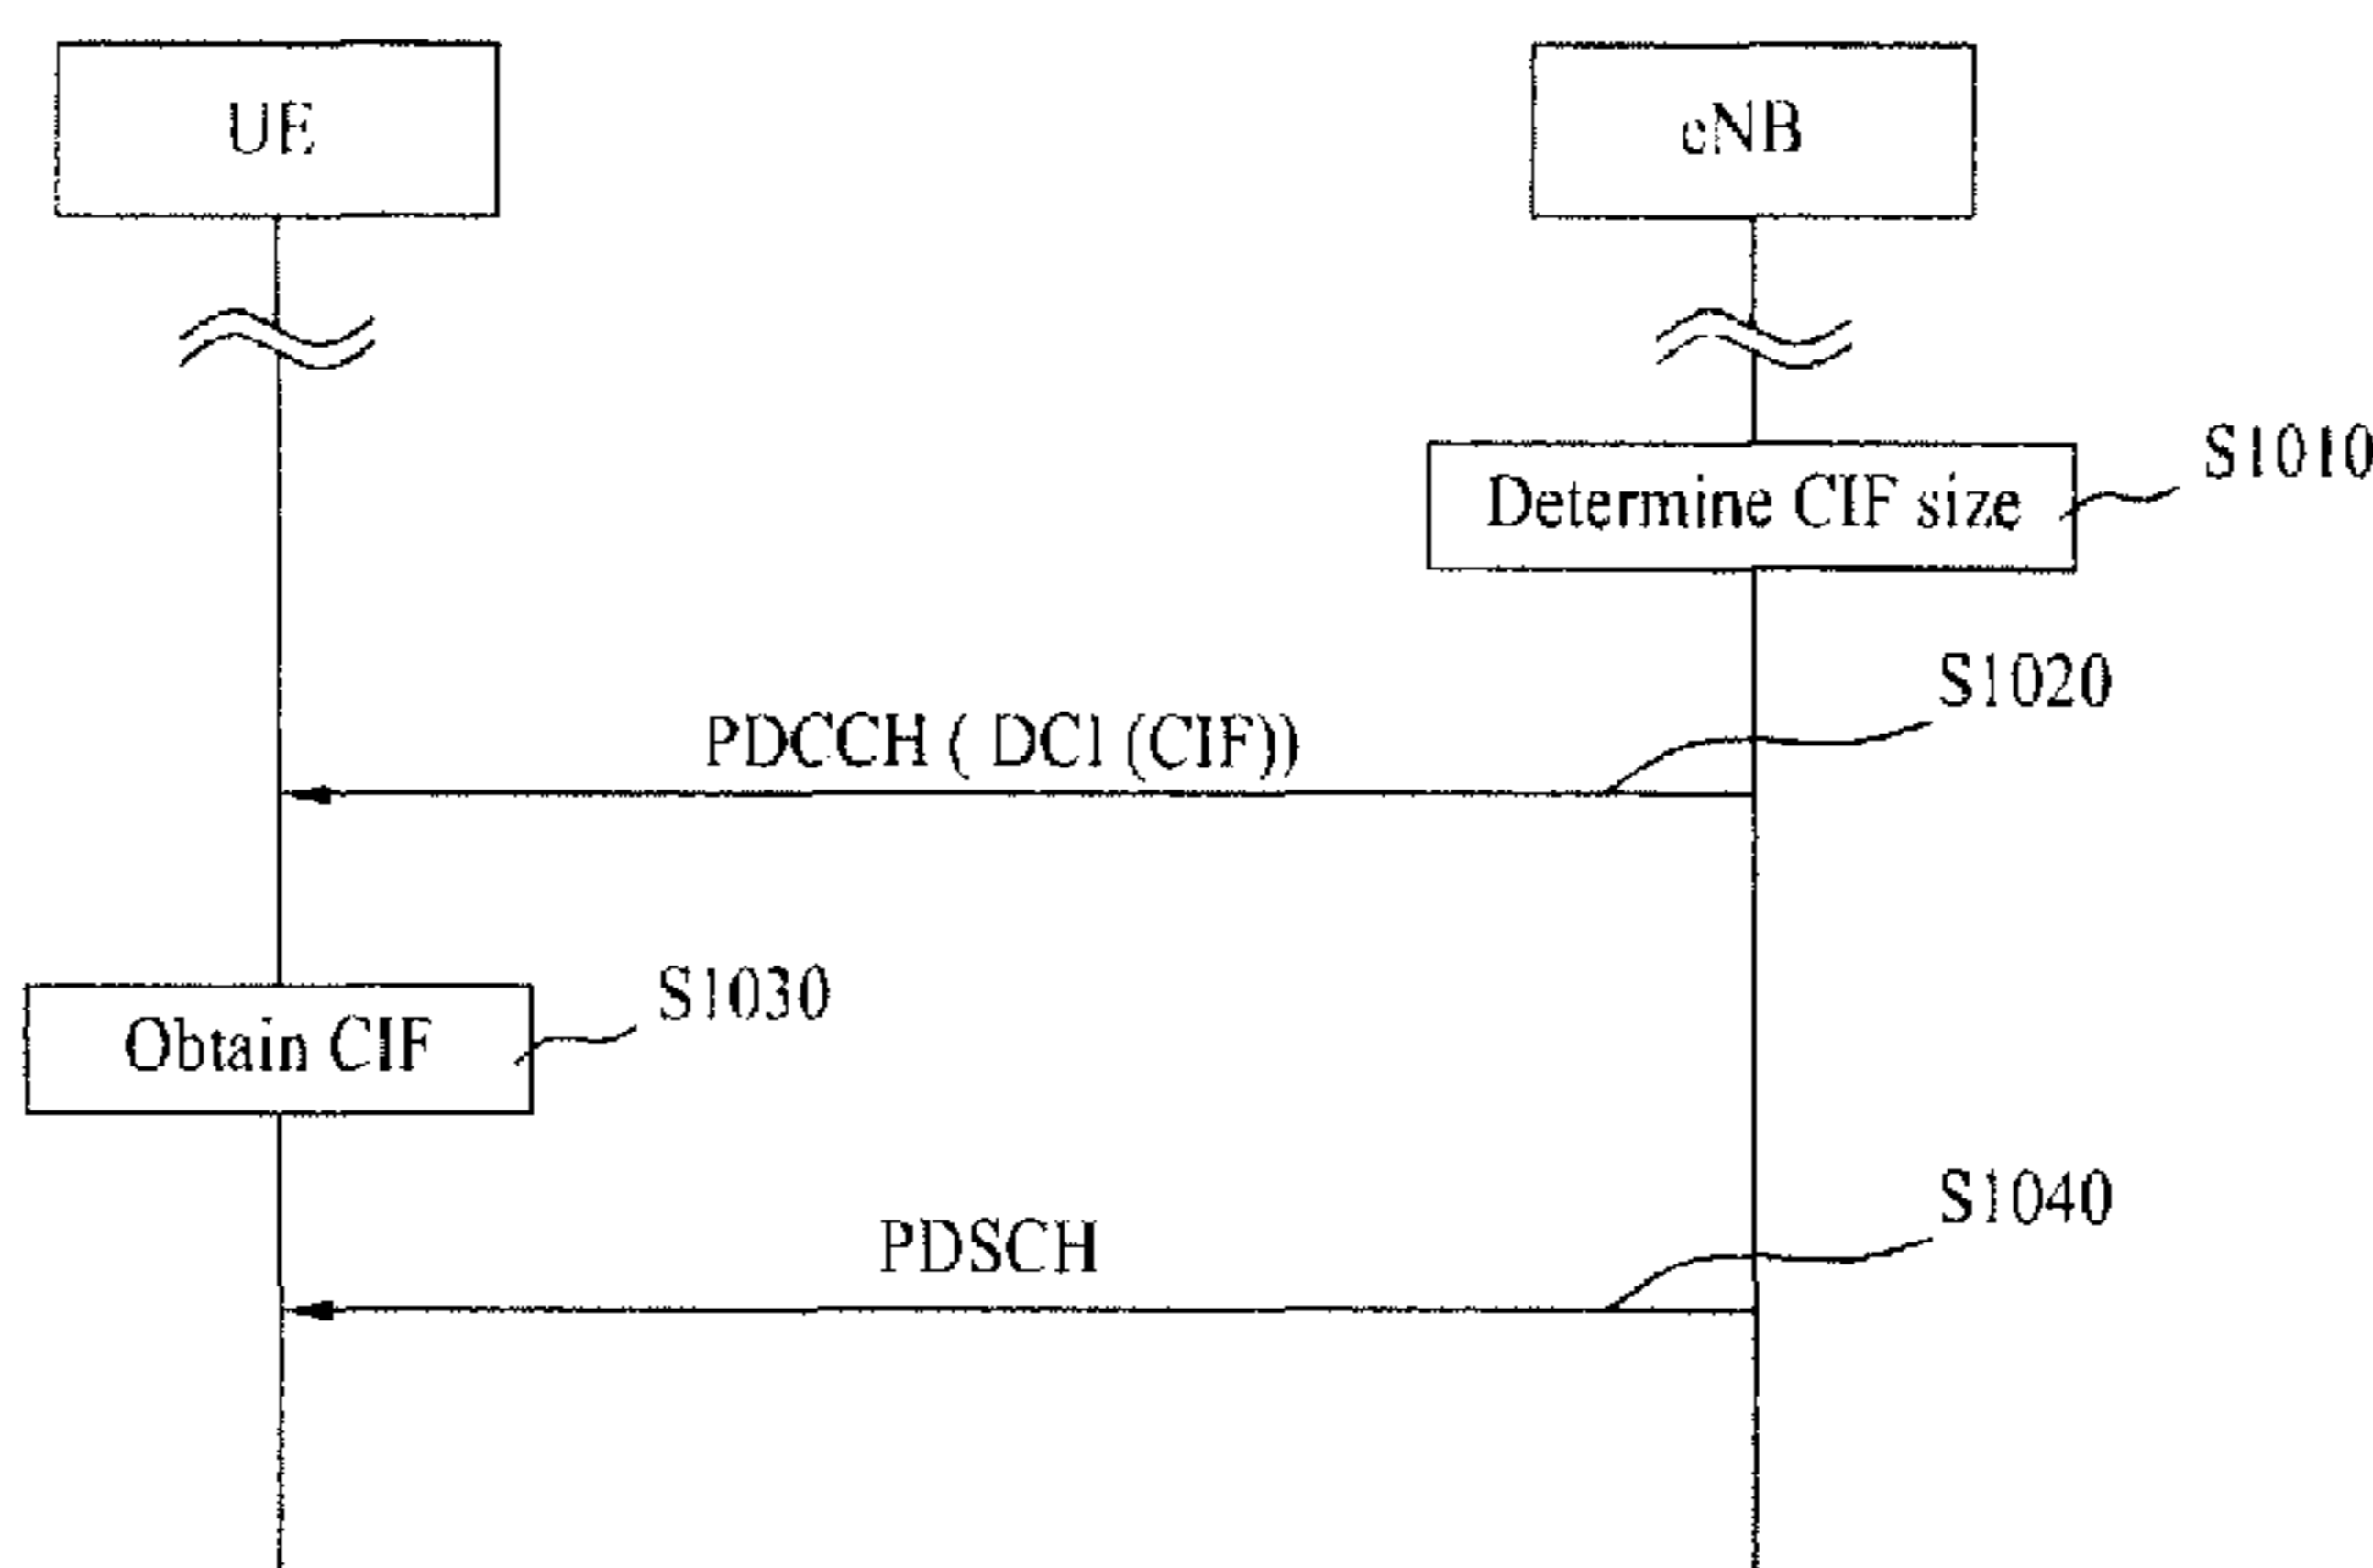 UE
eNB
S1010
Determine CIF size
S1020
PDCCH ( DCI (CIF))
S1030
Obtain CIF
S1040
PDSCH